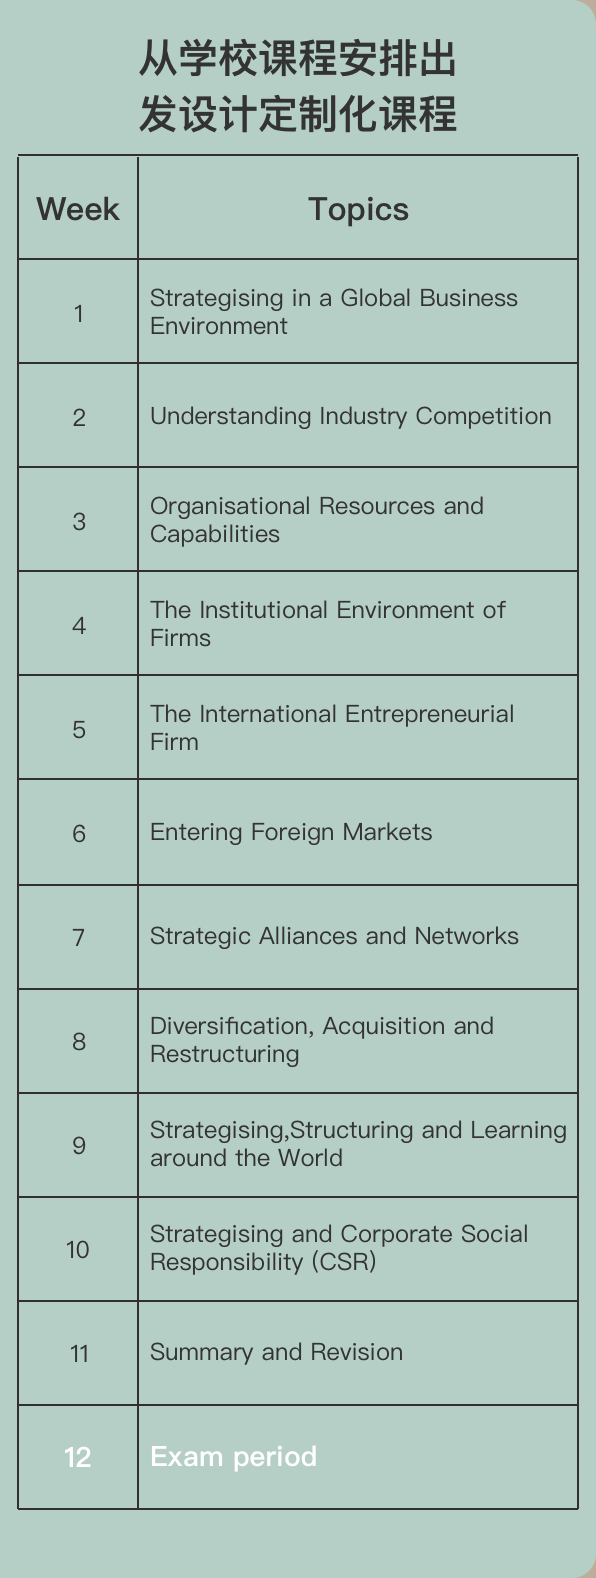 从学校课程安排出
发设计定制化课程
Week
Topics
1
Strategising in a Global Business
Environment
2
Understanding Industry Competition
3
Organisational Resources and
Capabilities
4
The Institutional Environment of
Firms
5
The International Entrepreneurial
Firm
6
Entering Foreign Markets
7
Strategic Alliances and Networks
8
Diversification, Acquisition and
Restructuring
9
Strategising,Structuring and Learning
around the World
10
Strategising and Corporate Social
Responsibility (CSR)
11
Summary and Revision
12
Exam period